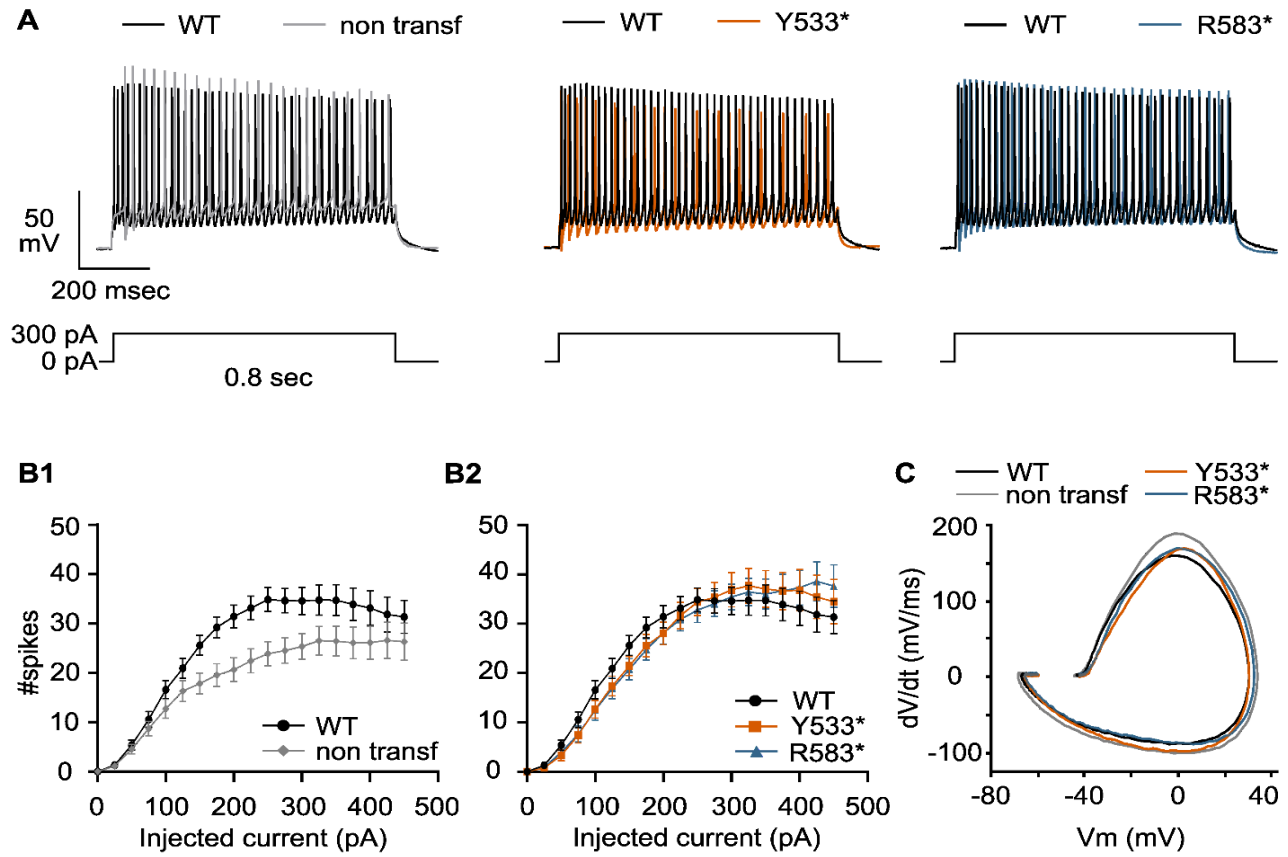 A
WT non transf
WT Y533*
WT R583*
50
mV
200 msec
300 pA
0 pA
0.8 sec
B1
50
40
30
20
10
0
#spikes
WT
non transf
0 100 200 300 400 500
Injected current (pA)
B2
50
40
30
20
10
0
WT
Y533*
R583*
0 100 200 300 400 500
Injected current (pA)
C
WT Y533*
non transf R583*
200
100
0
-100
dV/dt (mV/ms)
-80 -40 0 40
Vm (mV)